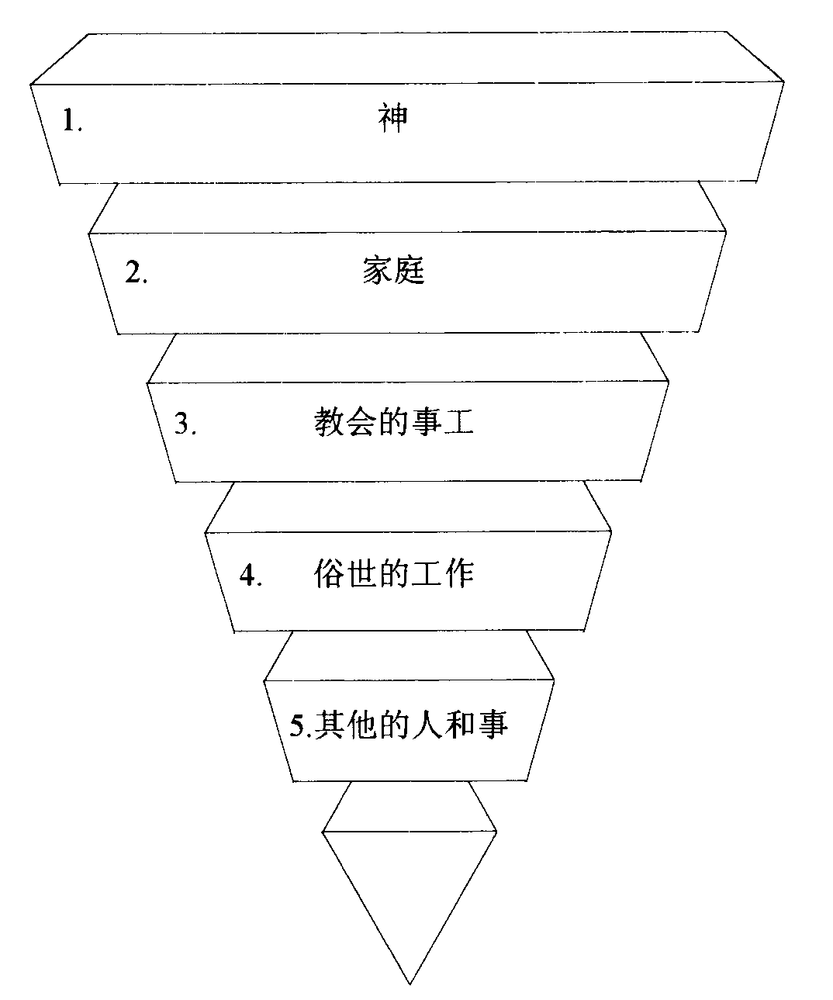 1. 神
2. 家庭
3. 教会的事工
4. 俗世的工作
5.其他的人和事